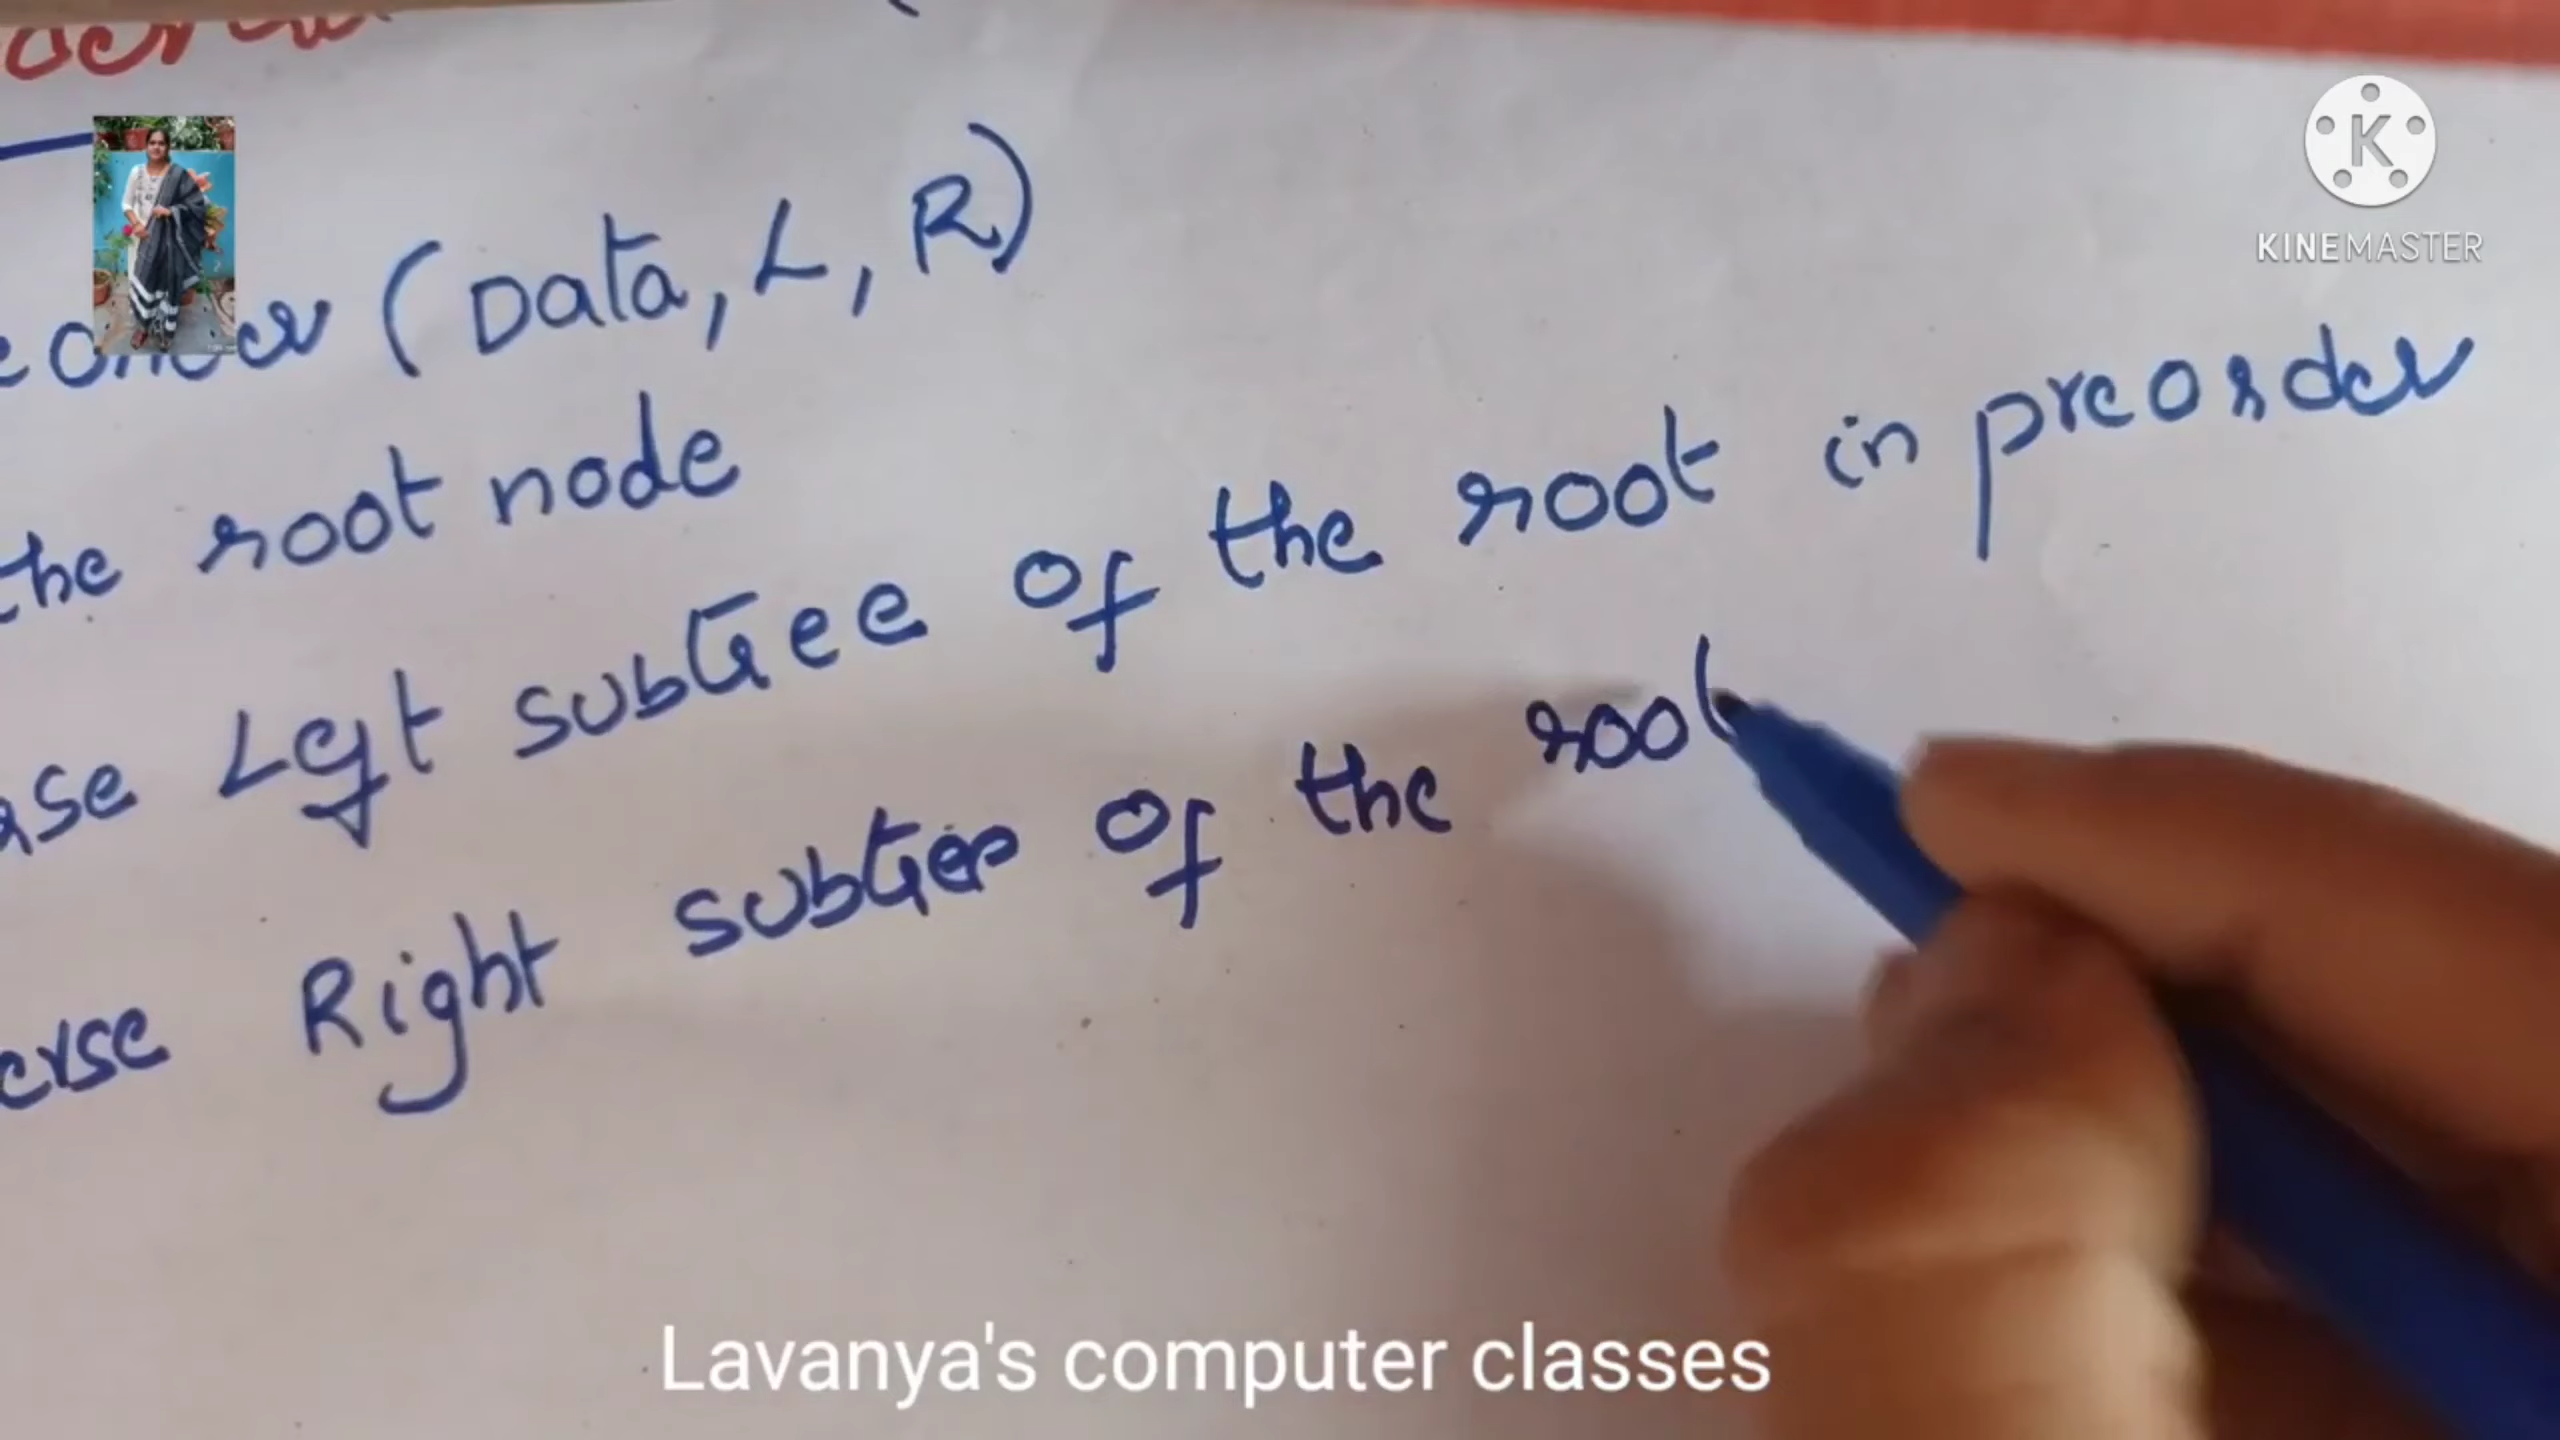 (Data, L, R)
the root node
Left subtree of the root in preorder
Right subtree of the root
K
KINEMASTER
Lavanya's computer classes